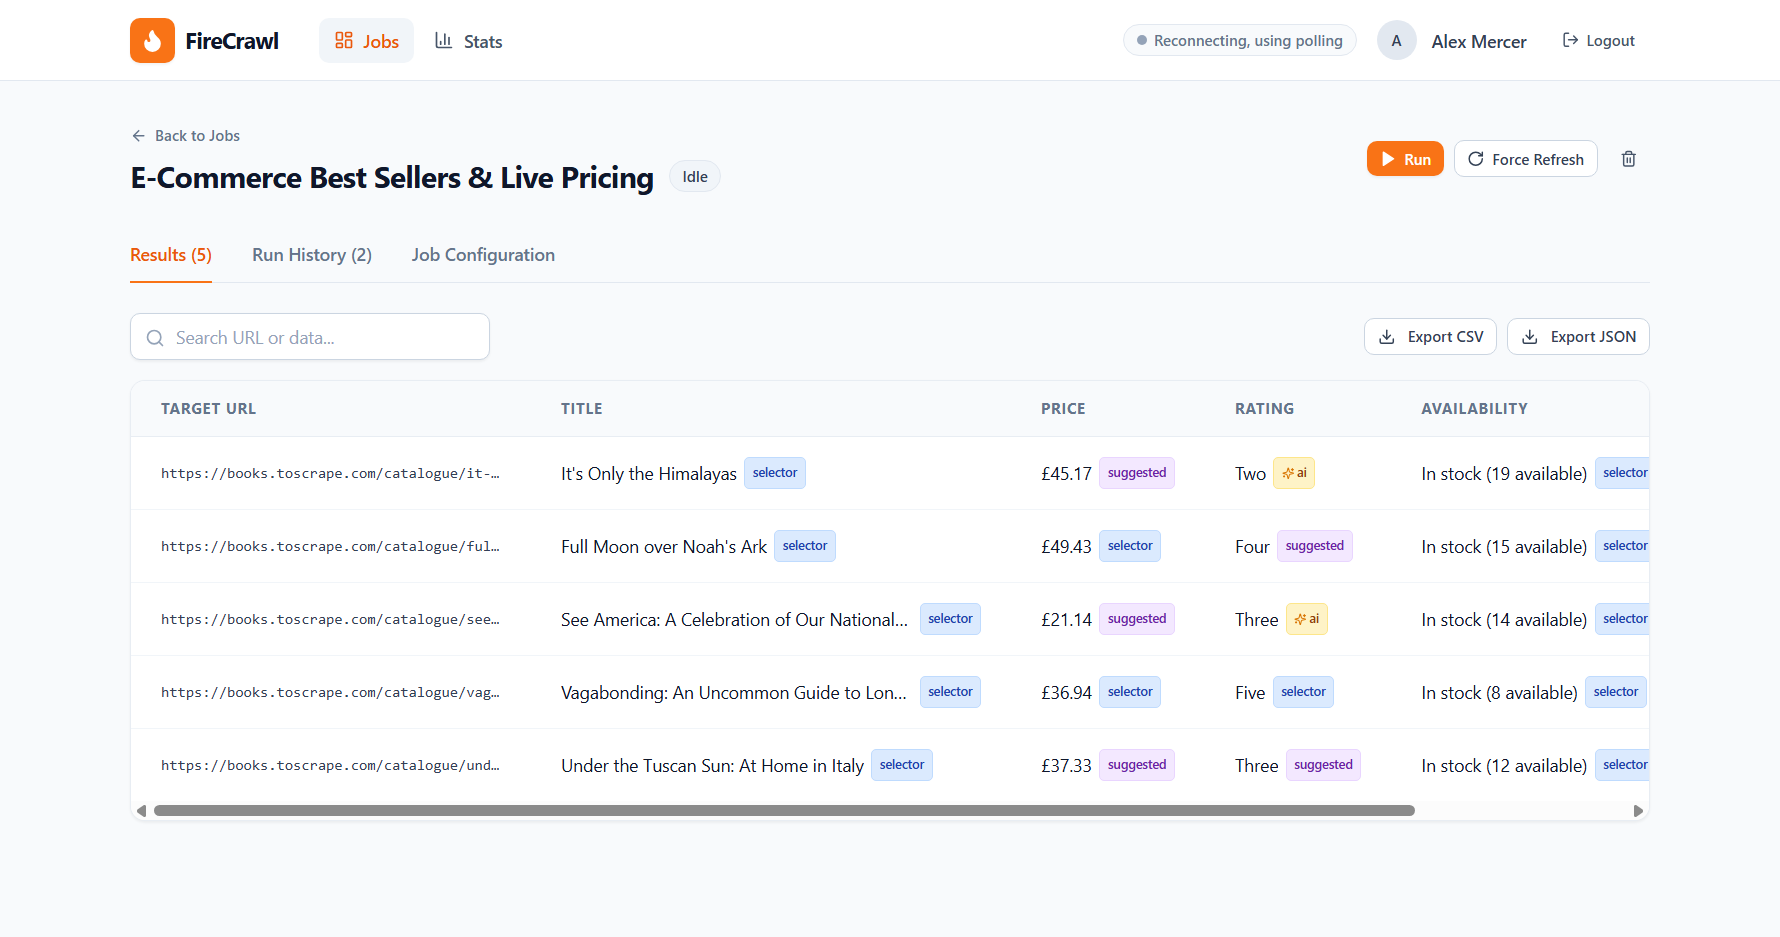 FireCrawl Jobs Stats Reconnecting, using polling A Alex Mercer Logout
Back to Jobs
E-Commerce Best Sellers & Live Pricing Idle Run Force Refresh
Results (5) Run History (2) Job Configuration
Search URL or data... Export CSV Export JSON
TARGET URL TITLE PRICE RATING AVAILABILITY
https://books.toscrape.com/catalogue/it-… It's Only the Himalayas selector £45.17 suggested Two ai In stock (19 available) selector
https://books.toscrape.com/catalogue/ful… Full Moon over Noah's Ark selector £49.43 selector Four suggested In stock (15 available) selector
https://books.toscrape.com/catalogue/see… See America: A Celebration of Our National… selector £21.14 suggested Three ai In stock (14 available) selector
https://books.toscrape.com/catalogue/vag… Vagabonding: An Uncommon Guide to Lon… selector £36.94 selector Five selector In stock (8 available) selector
https://books.toscrape.com/catalogue/und… Under the Tuscan Sun: At Home in Italy selector £37.33 suggested Three suggested In stock (12 available) selector